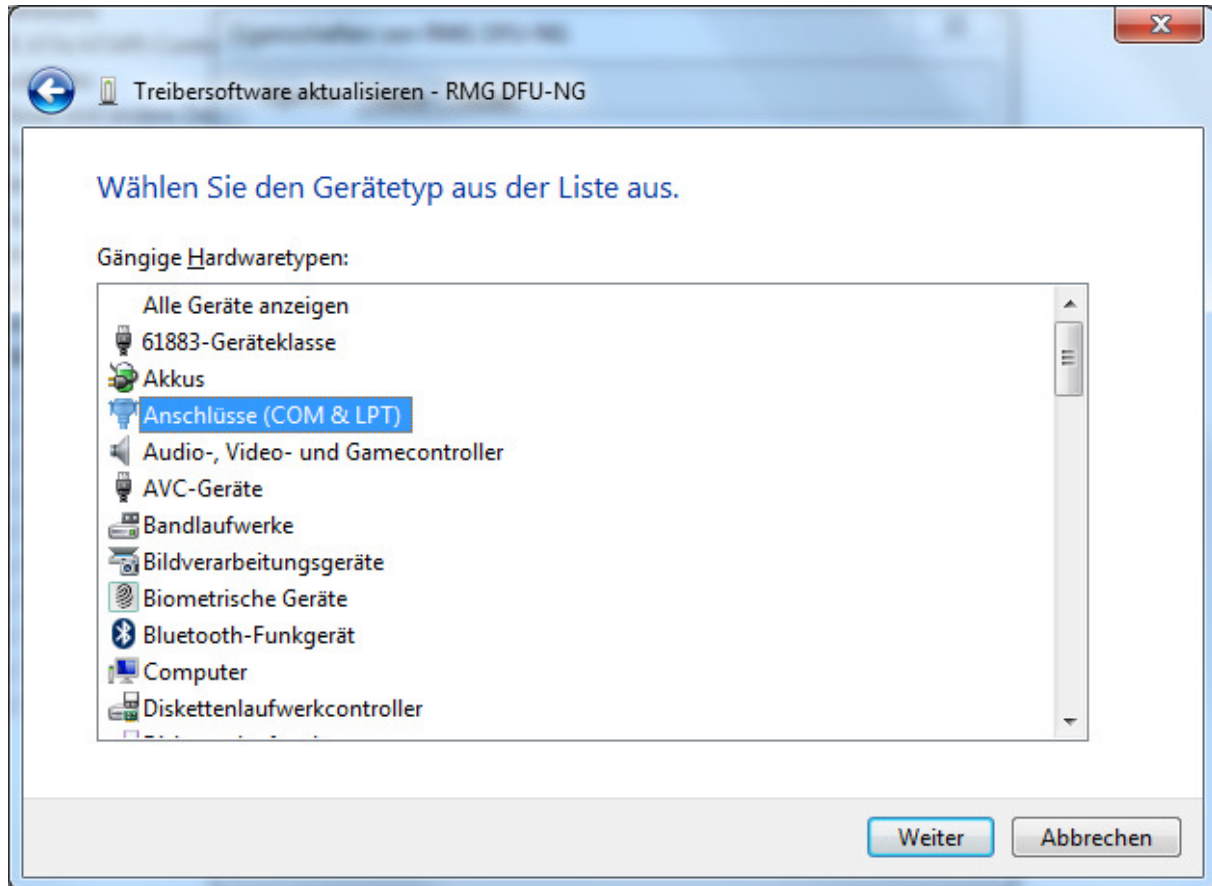 Treibersoftware aktualisieren - RMG DFU-NG
Wählen Sie den Gerätetyp aus der Liste aus.
Gängige Hardwaretypen:
Alle Geräte anzeigen
61883-Geräteklasse
Akkus
Anschlüsse (COM & LPT)
Audio-, Video- und Gamecontroller
AVC-Geräte
Bandlaufwerke
Bildverarbeitungsgeräte
Biometrische Geräte
Bluetooth-Funkgerät
Computer
Diskettenlaufwerkcontroller
Weiter
Abbrechen